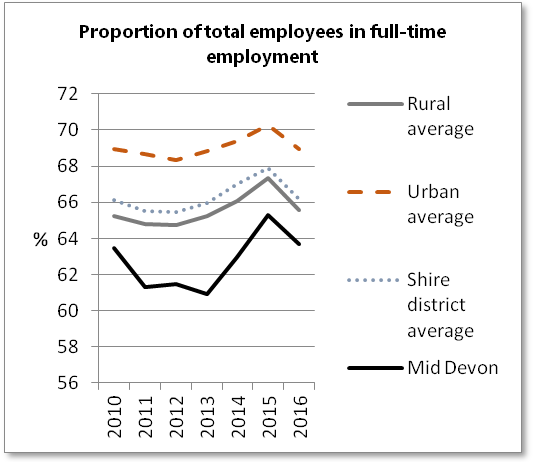 Proportion of total employees in full-time
employment
72
70
68
66
64
62
60
58
56
%
2010
2011
2012
2013
2014
2015
2016
Rural
average
Urban
average
Shire
district
average
Mid Devon